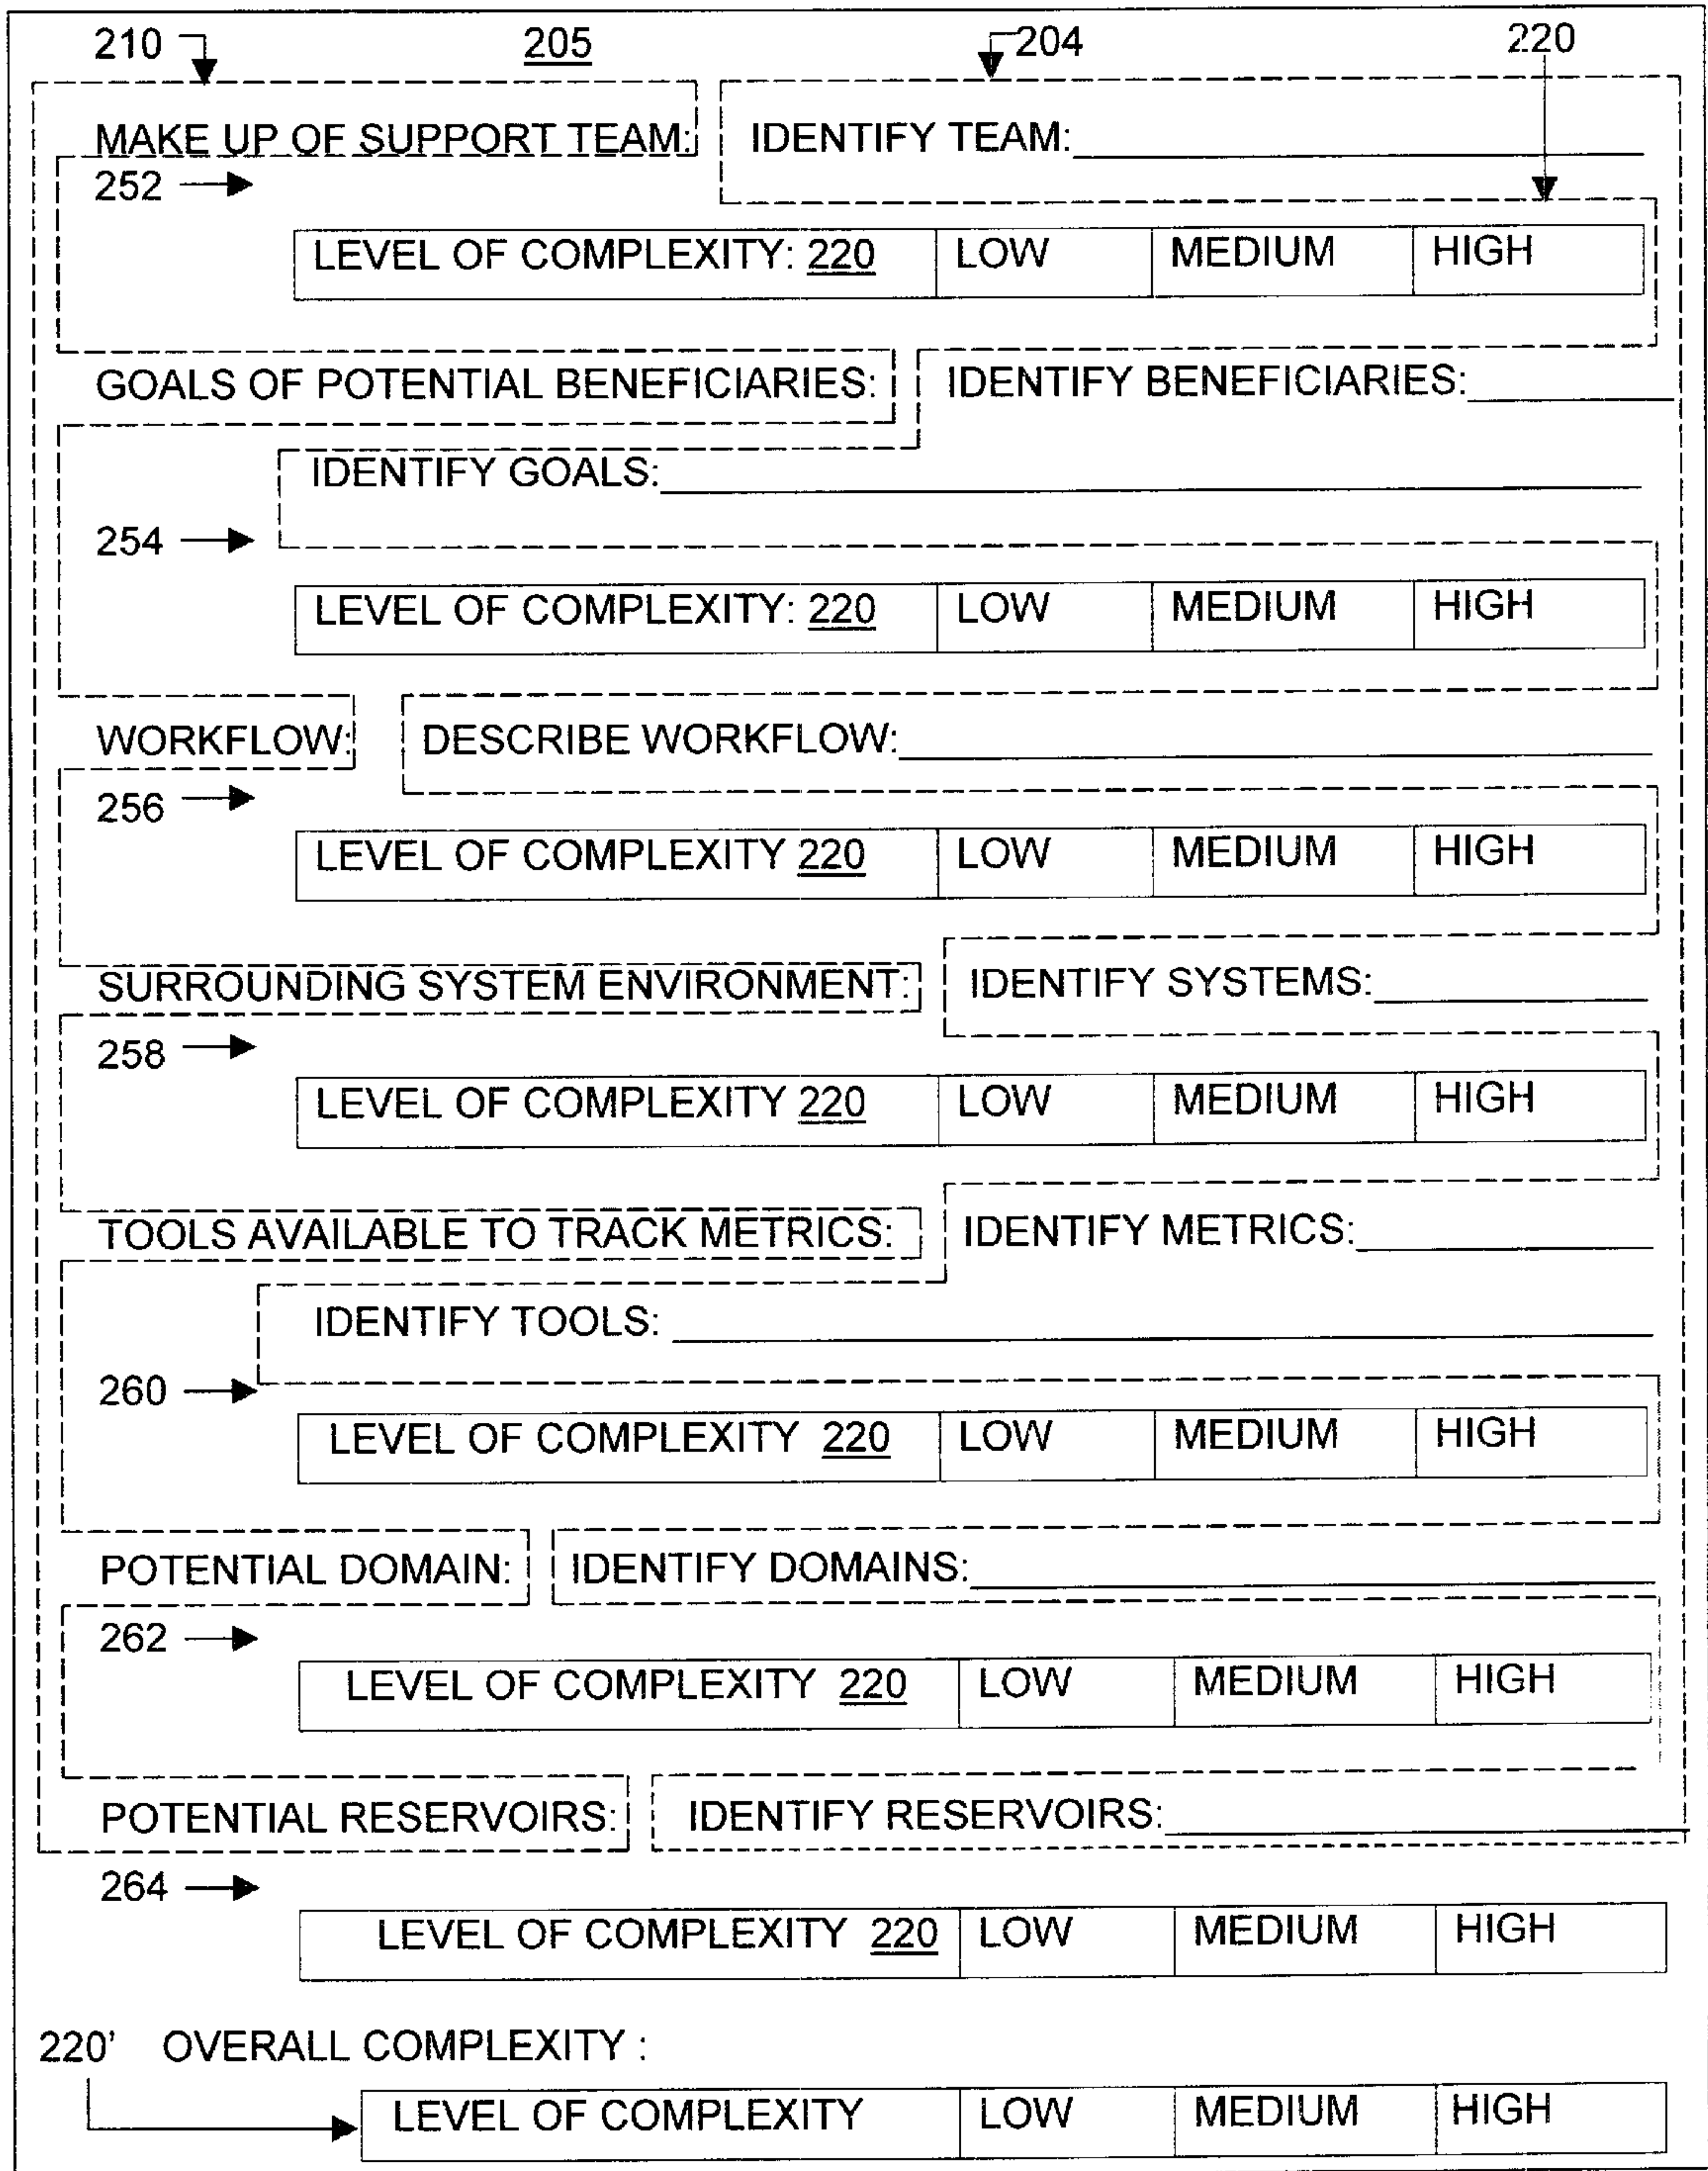 210 205 204 220
MAKE UP OF SUPPORT TEAM: IDENTIFY TEAM:
252
LEVEL OF COMPLEXITY: 220 LOW MEDIUM HIGH
GOALS OF POTENTIAL BENEFICIARIES: IDENTIFY BENEFICIARIES:
IDENTIFY GOALS:
254
LEVEL OF COMPLEXITY: 220 LOW MEDIUM HIGH
WORKFLOW: DESCRIBE WORKFLOW:
256
LEVEL OF COMPLEXITY 220 LOW MEDIUM HIGH
SURROUNDING SYSTEM ENVIRONMENT: IDENTIFY SYSTEMS:
258
LEVEL OF COMPLEXITY 220 LOW MEDIUM HIGH
TOOLS AVAILABLE TO TRACK METRICS: IDENTIFY METRICS:
IDENTIFY TOOLS:
260
LEVEL OF COMPLEXITY 220 LOW MEDIUM HIGH
POTENTIAL DOMAIN: IDENTIFY DOMAINS:
262
LEVEL OF COMPLEXITY 220 LOW MEDIUM HIGH
POTENTIAL RESERVOIRS: IDENTIFY RESERVOIRS:
264
LEVEL OF COMPLEXITY 220 LOW MEDIUM HIGH
220' OVERALL COMPLEXITY :
LEVEL OF COMPLEXITY LOW MEDIUM HIGH